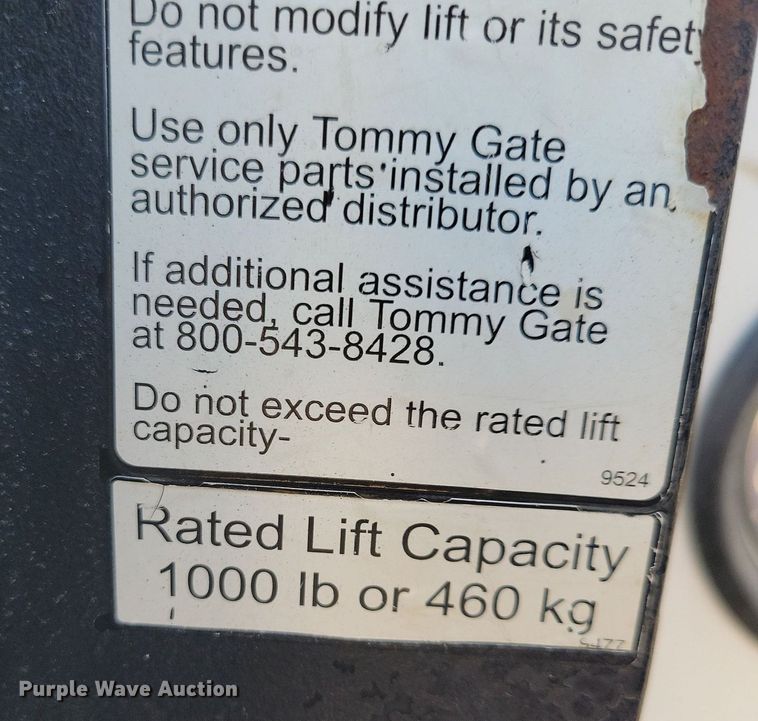 Do not modify lift or its safety
features.
Use only Tommy Gate
service parts installed by an
authorized distributor.
If additional assistance is
needed, call Tommy Gate
at 800-543-8428.
Do not exceed the rated lift
capacity-
9524
Rated Lift Capacity
1000 lb or 460 kg
Purple Wave Auction